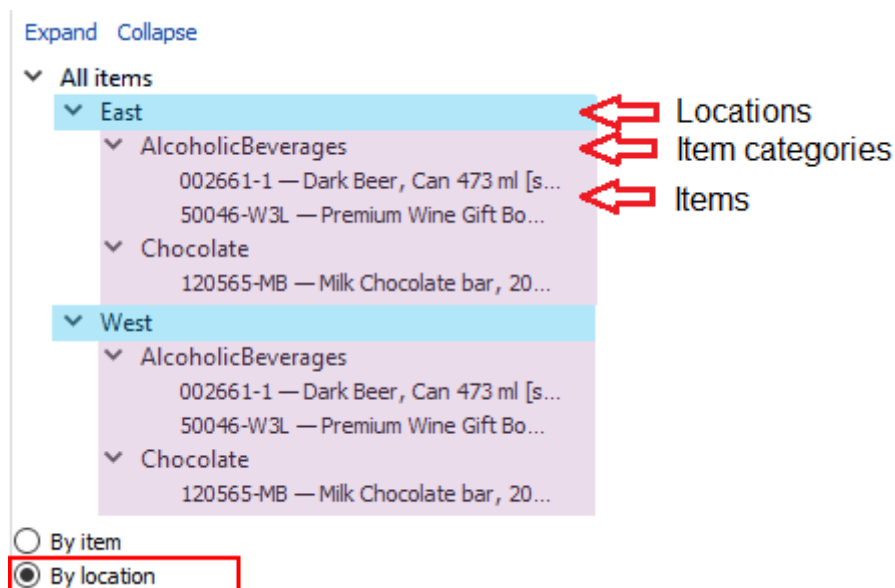 Expand Collapse
All items
East
Locations
AlcoholicBeverages
Item categories
002661-1 — Dark Beer, Can 473 ml [s...
Items
50046-W3L — Premium Wine Gift Bo...
Chocolate
120565-MB — Milk Chocolate bar, 20...
West
AlcoholicBeverages
002661-1 — Dark Beer, Can 473 ml [s...
50046-W3L — Premium Wine Gift Bo...
Chocolate
120565-MB — Milk Chocolate bar, 20...
By item
By location